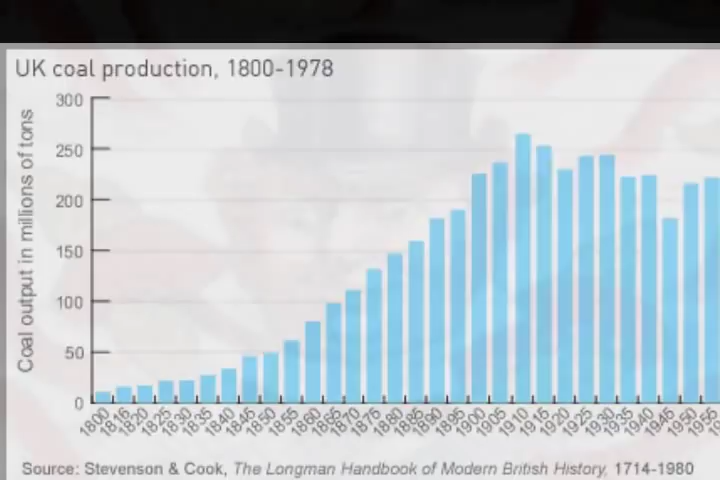 UK coal production, 1800-1978
Coal output in millions of tons
300
250
200
150
100
50
0
1800 1816 1820 1825 1830 1835 1840 1845 1850 1855 1860 1865 1870 1875 1880 1885 1890 1895 1900 1905 1910 1915 1920 1925 1930 1935 1940 1945 1950 1955
Source: Stevenson & Cook, The Longman Handbook of Modern British History, 1714-1980